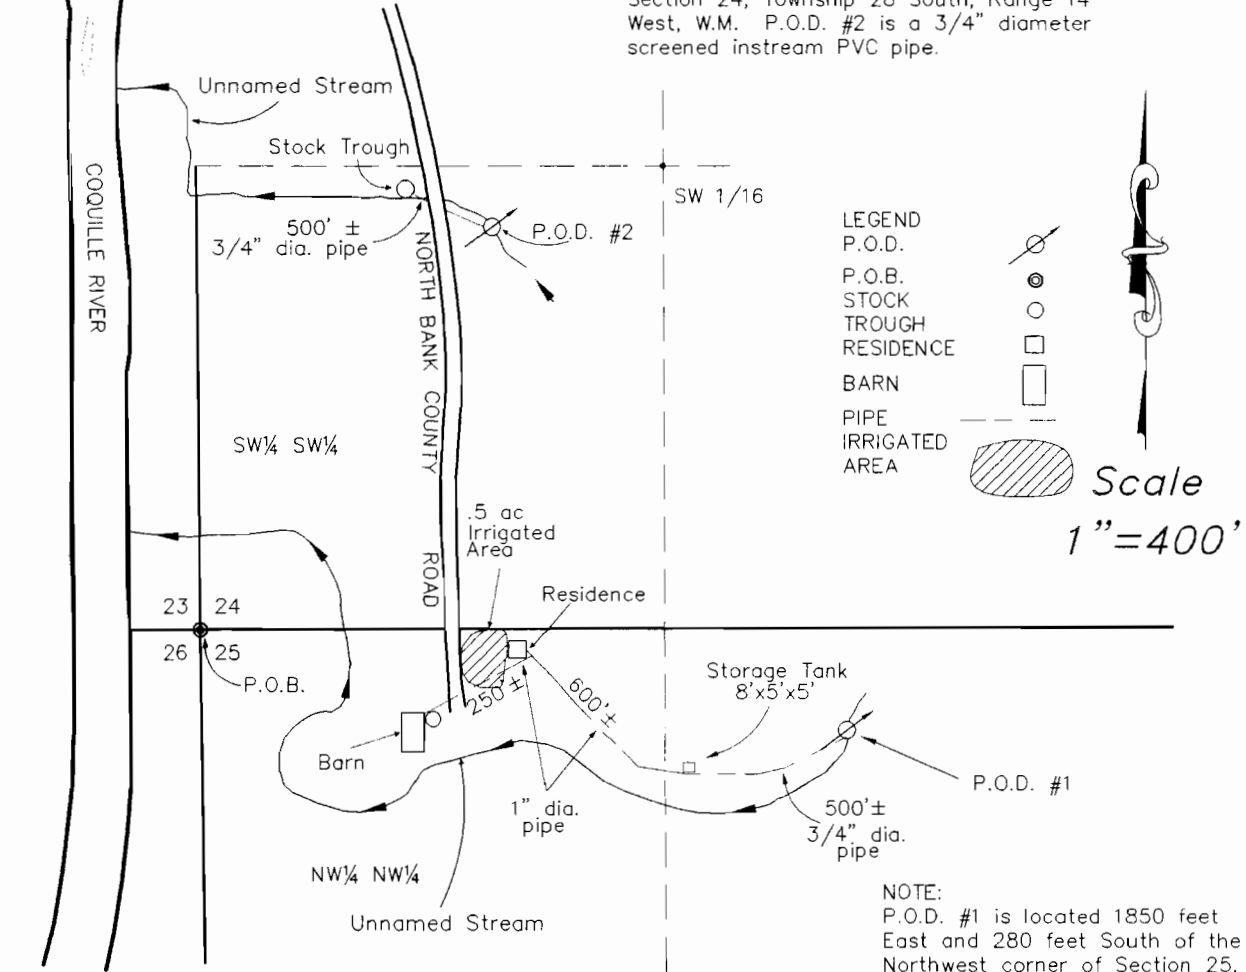 Section 24, Township 28 South, Range 14
West, W.M. P.O.D. #2 is a 3/4" diameter
screened instream PVC pipe.
Unnamed Stream
Stock Trough
SW 1/16
COQUILLE RIVER
500' ±
3/4" dia. pipe
P.O.D. #2
NORTH BANK COUNTY ROAD
LEGEND
P.O.D.
P.O.B.
STOCK
TROUGH
RESIDENCE
BARN
PIPE
IRRIGATED
AREA
Scale
1"=400'
SW¼ SW¼
.5 ac
Irrigated
Area
Residence
23 24
26 25
P.O.B.
250'±
600'±
Storage Tank
8'x5'x5'
Barn
1" dia.
pipe
P.O.D. #1
500'±
3/4" dia.
pipe
NW¼ NW¼
Unnamed Stream
NOTE:
P.O.D. #1 is located 1850 feet
East and 280 feet South of the
Northwest corner of Section 25,